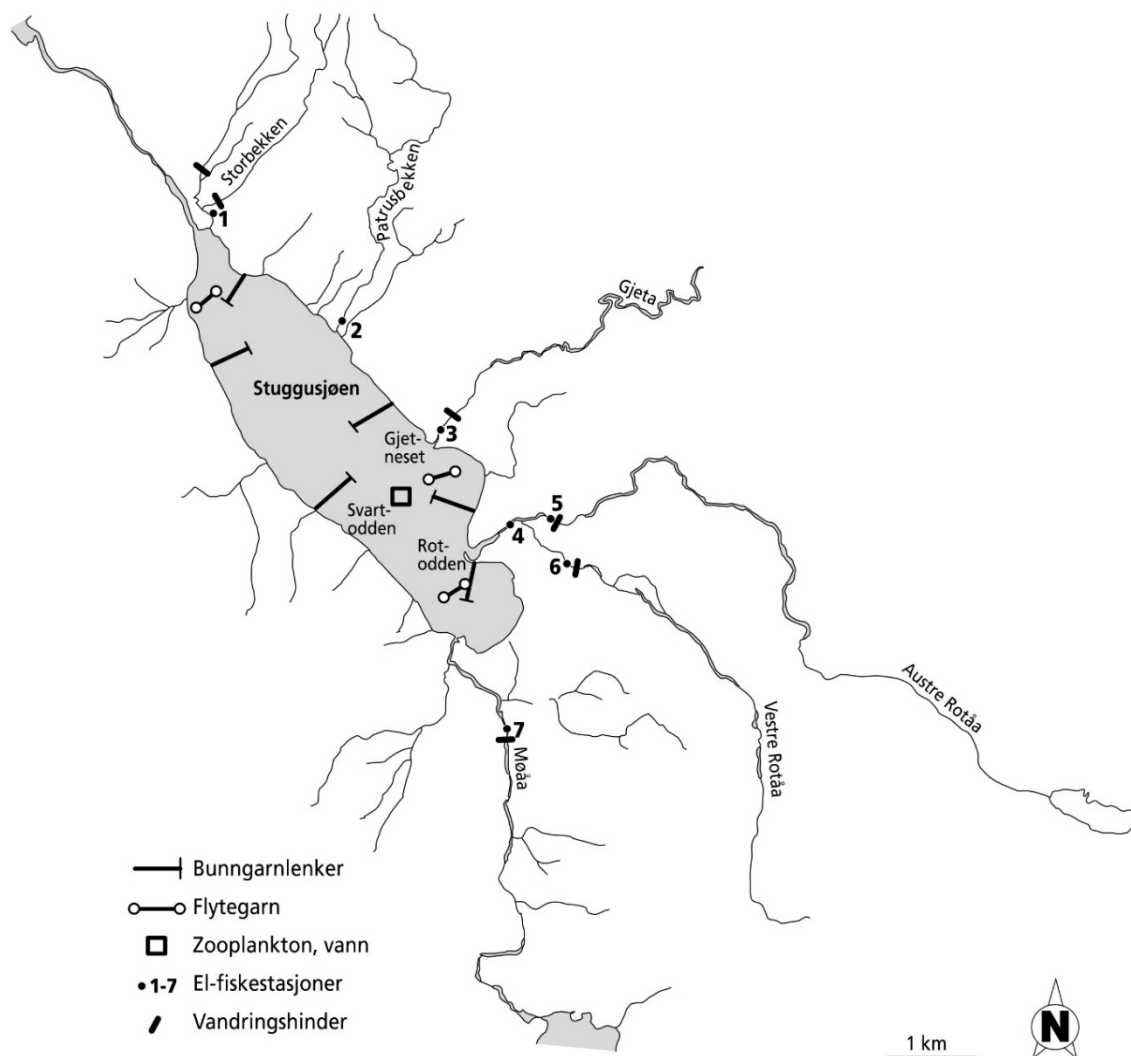 Storbekken
Patrusbekken
1
2
Gjeta
Stuggusjøen
3
Gjet-
neset
Svart-
odden
5
4
Rot-
odden
6
Austre Rotåa
Vestre Rotåa
7
Møåa
Bunngarnlenker
Flytegarn
Zooplankton, vann
1-7 El-fiskestasjoner
Vandringshinder
1 km
N